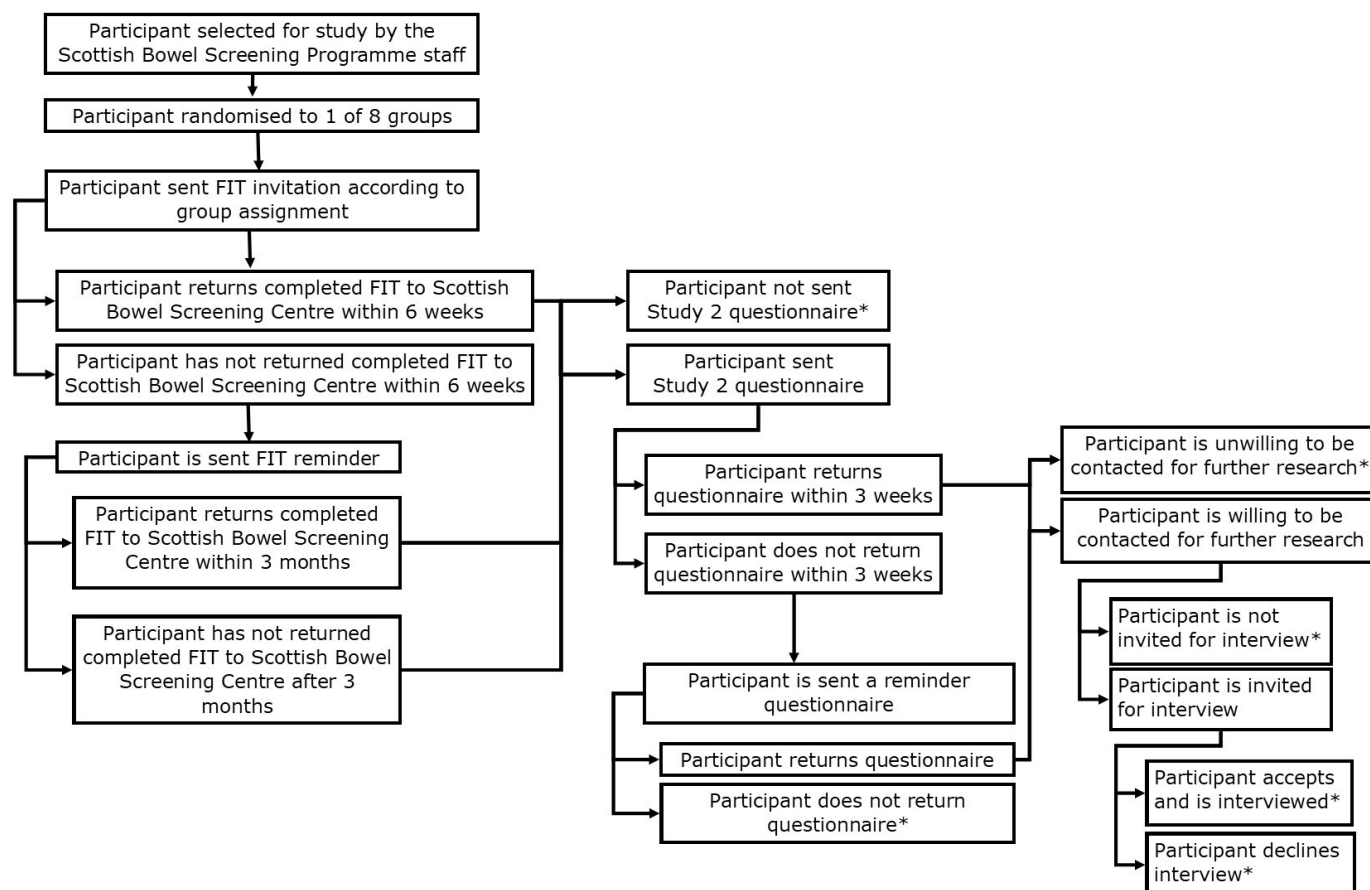 Participant selected for study by the
Scottish Bowel Screening Programme staff
Participant randomised to 1 of 8 groups
Participant sent FIT invitation according to
group assignment
Participant returns completed FIT to Scottish
Bowel Screening Centre within 6 weeks
Participant has not returned completed FIT to
Scottish Bowel Screening Centre within 6 weeks
Participant is sent FIT reminder
Participant returns completed
FIT to Scottish Bowel Screening
Centre within 3 months
Participant has not returned
completed FIT to Scottish Bowel
Screening Centre after 3
months
Participant not sent
Study 2 questionnaire*
Participant sent
Study 2 questionnaire
Participant returns
questionnaire within 3 weeks
Participant does not return
questionnaire within 3 weeks
Participant is sent a reminder
questionnaire
Participant returns questionnaire
Participant does not return
questionnaire*
Participant is unwilling to be
contacted for further research*
Participant is willing to be
contacted for further research
Participant is not
invited for interview*
Participant is invited
for interview
Participant accepts
and is interviewed*
Participant declines
interview*